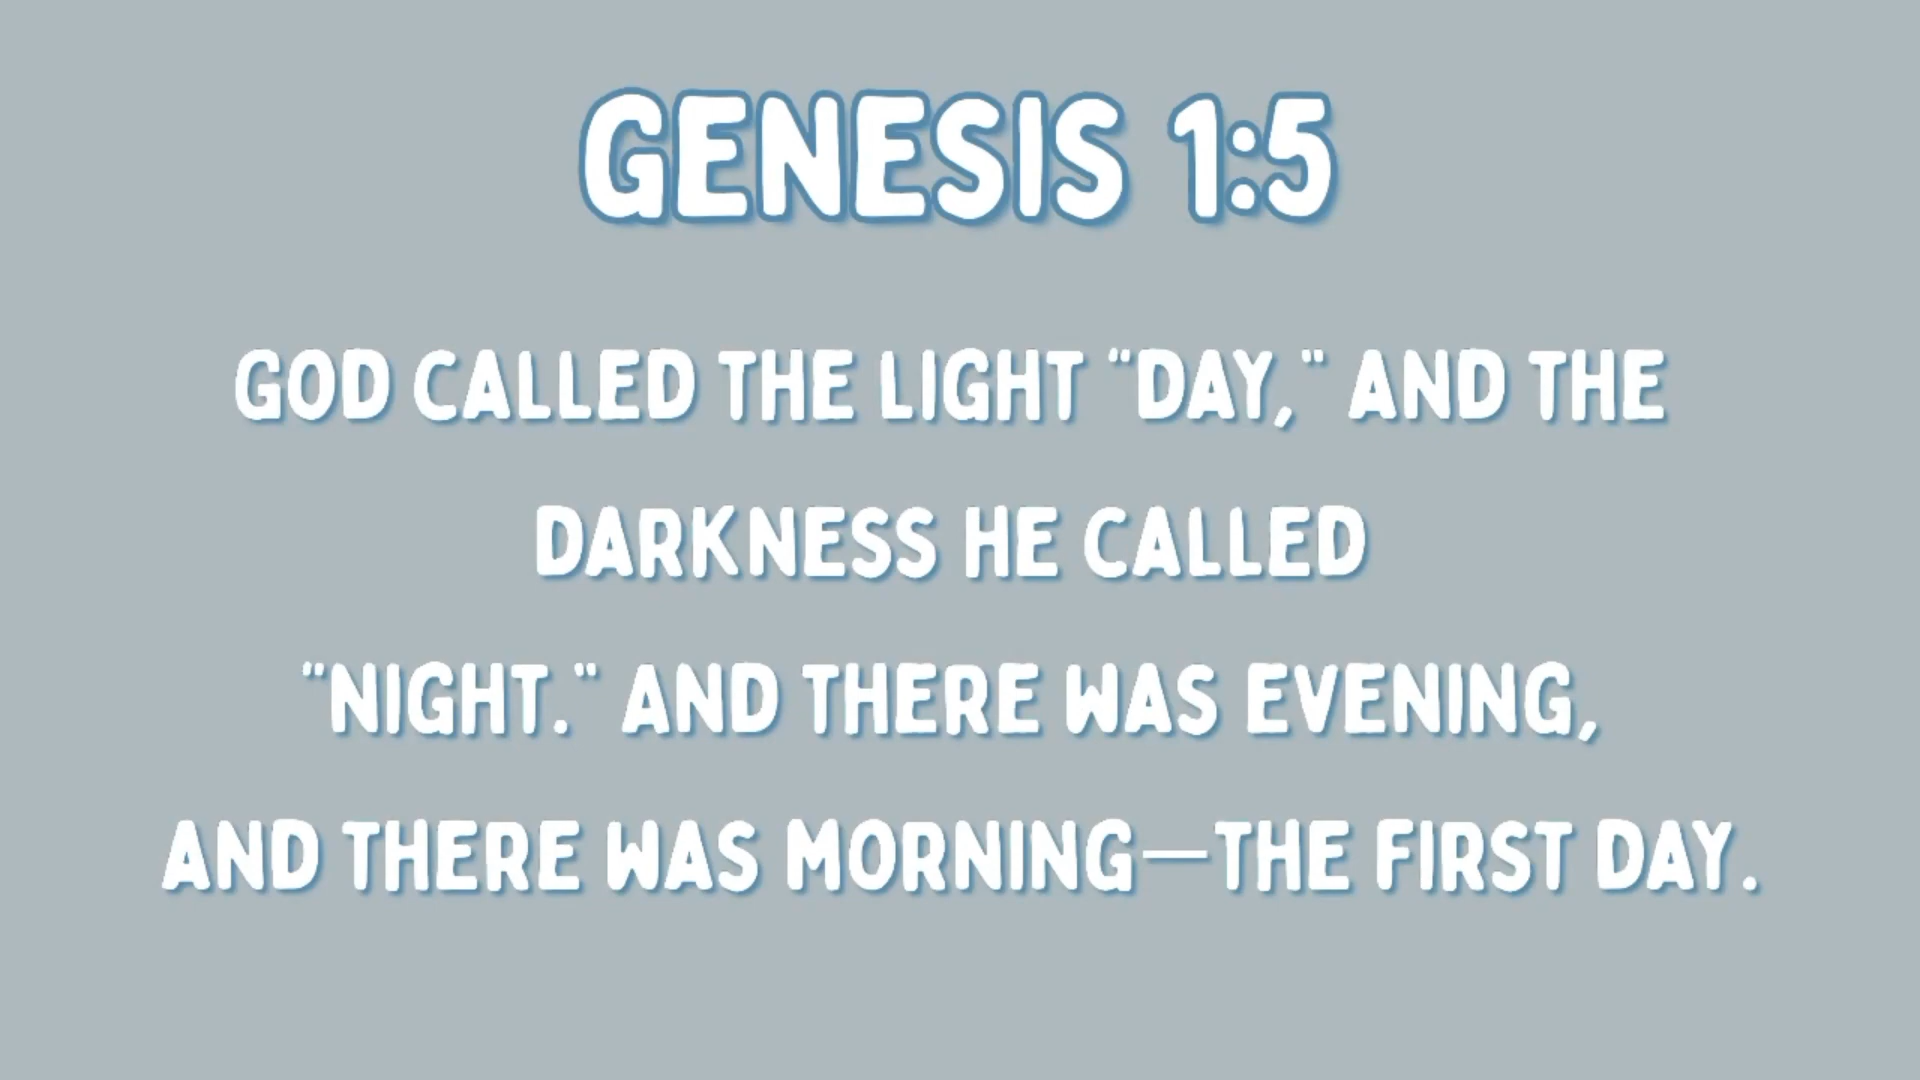 GENESIS 1:5
GOD CALLED THE LIGHT "DAY," AND THE
DARKNESS HE CALLED
"NIGHT." AND THERE WAS EVENING,
AND THERE WAS MORNING—THE FIRST DAY.